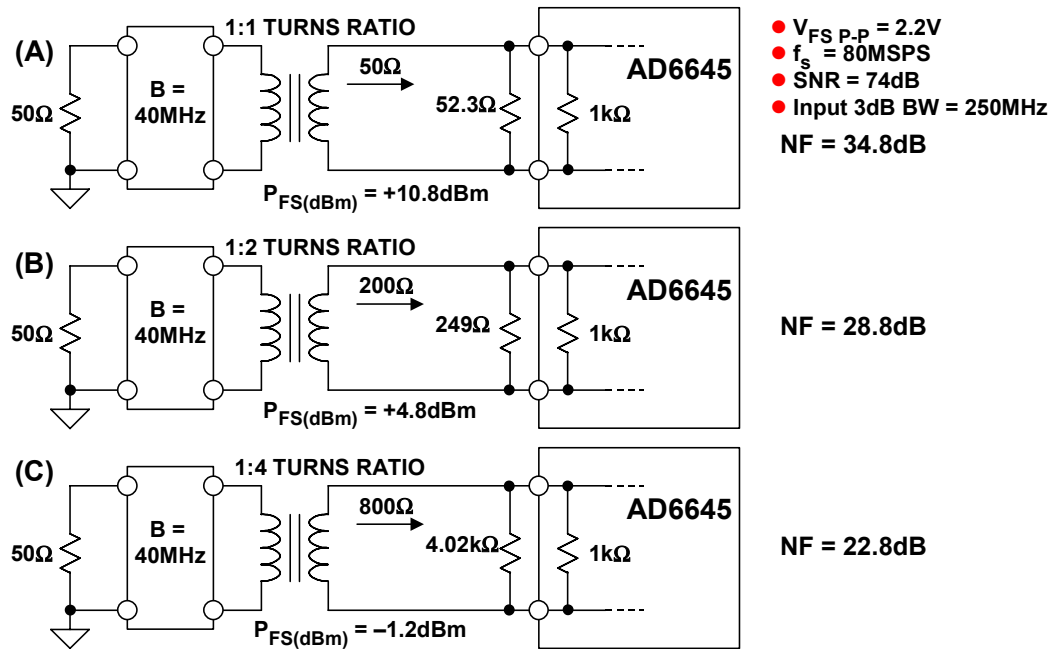 (A)
1:1 TURNS RATIO
50Ω
B =
40MHz
50Ω
52.3Ω
1kΩ
AD6645
P_FS(dBm) = +10.8dBm
● V_FS P-P = 2.2V
● f_s = 80MSPS
● SNR = 74dB
● Input 3dB BW = 250MHz
NF = 34.8dB
(B)
1:2 TURNS RATIO
50Ω
B =
40MHz
200Ω
249Ω
1kΩ
AD6645
P_FS(dBm) = +4.8dBm
NF = 28.8dB
(C)
1:4 TURNS RATIO
50Ω
B =
40MHz
800Ω
4.02kΩ
1kΩ
AD6645
P_FS(dBm) = –1.2dBm
NF = 22.8dB